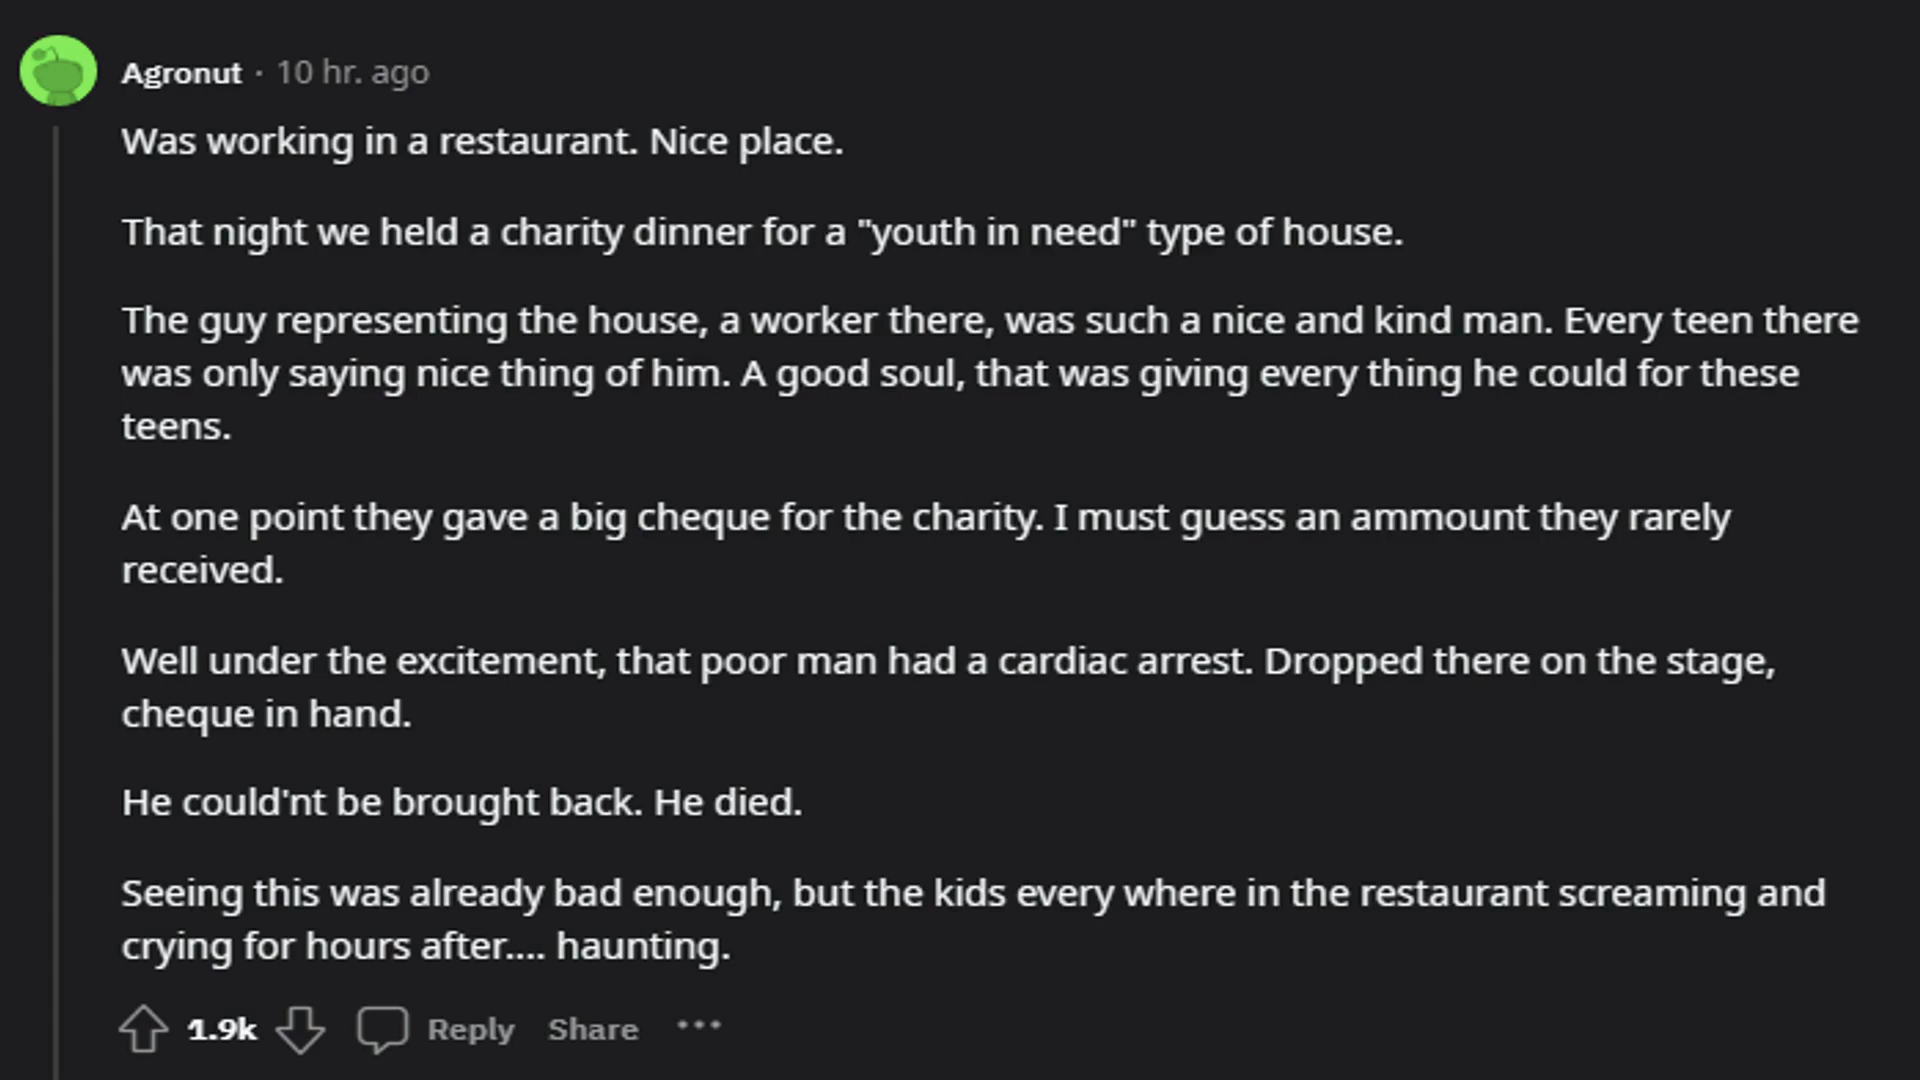 Agronut · 10 hr. ago
Was working in a restaurant. Nice place.
That night we held a charity dinner for a "youth in need" type of house.
The guy representing the house, a worker there, was such a nice and kind man. Every teen there
was only saying nice thing of him. A good soul, that was giving every thing he could for these
teens.
At one point they gave a big cheque for the charity. I must guess an ammount they rarely
received.
Well under the excitement, that poor man had a cardiac arrest. Dropped there on the stage,
cheque in hand.
He could'nt be brought back. He died.
Seeing this was already bad enough, but the kids every where in the restaurant screaming and
crying for hours after.... haunting.
1.9k Reply Share ...